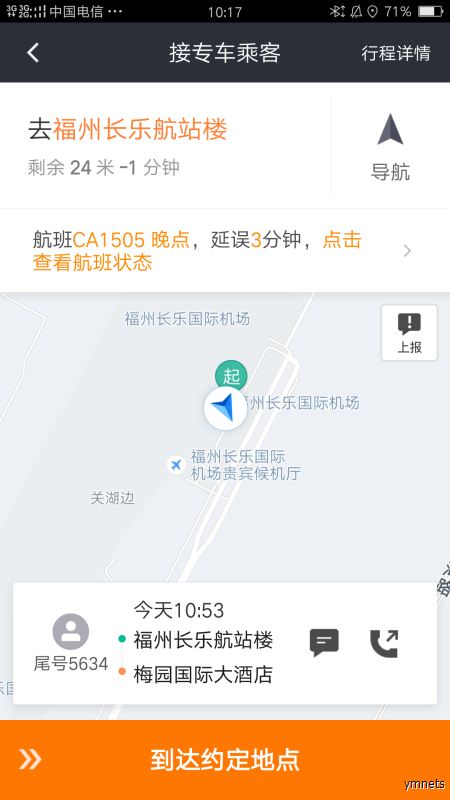 3G 3G 2G 中国电信 ··· 10:17 71%
接专车乘客 行程详情
去福州长乐航站楼
剩余 24 米 -1 分钟
导航
航班CA1505 晚点，延误3分钟，点击
查看航班状态
福州长乐国际机场
上报
起
州长乐国际机场
福州长乐国际
机场贵宾候机厅
关湖边
今天10:53
福州长乐航站楼
尾号5634
梅园国际大酒店
到达约定地点
ymnets